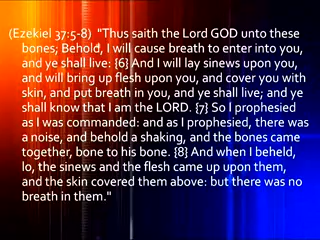 (Ezekiel 37:5-8)  "Thus saith the Lord GOD unto these
bones; Behold, I will cause breath to enter into you,
and ye shall live: {6} And I will lay sinews upon you,
and will bring up flesh upon you, and cover you with
skin, and put breath in you, and ye shall live; and ye
shall know that I am the LORD. {7} So I prophesied
as I was commanded: and as I prophesied, there was
a noise, and behold a shaking, and the bones came
together, bone to his bone. {8} And when I beheld,
lo, the sinews and the flesh came up upon them,
and the skin covered them above: but there was no
breath in them."